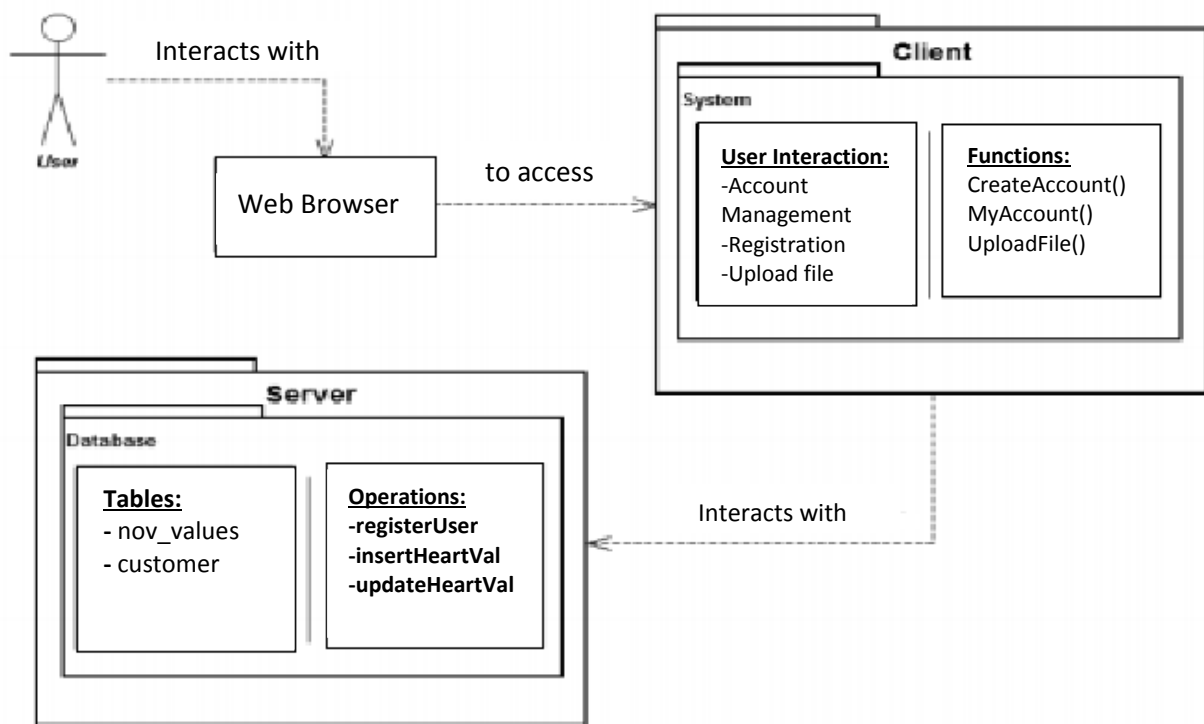 Interacts with
User
Web Browser
to access
Client
System
User Interaction:
-Account
Management
-Registration
-Upload file
Functions:
CreateAccount()
MyAccount()
UploadFile()
Interacts with
Server
Database
Tables:
- nov_values
- customer
Operations:
-registerUser
-insertHeartVal
-updateHeartVal